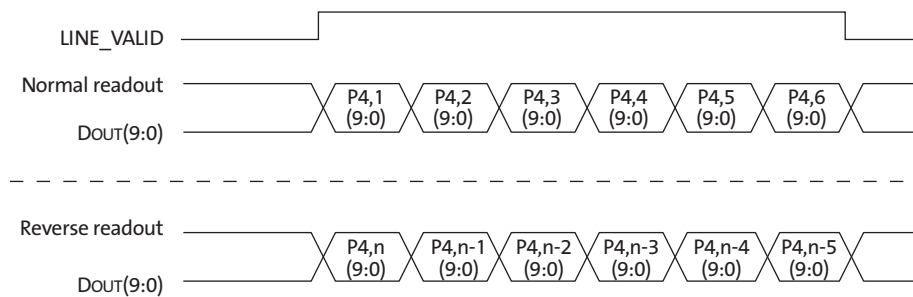 LINE_VALID
Normal readout
P4,1 P4,2 P4,3 P4,4 P4,5 P4,6
(9:0) (9:0) (9:0) (9:0) (9:0) (9:0)
DOUT(9:0)
Reverse readout
P4,n P4,n-1 P4,n-2 P4,n-3 P4,n-4 P4,n-5
(9:0) (9:0) (9:0) (9:0) (9:0) (9:0)
DOUT(9:0)